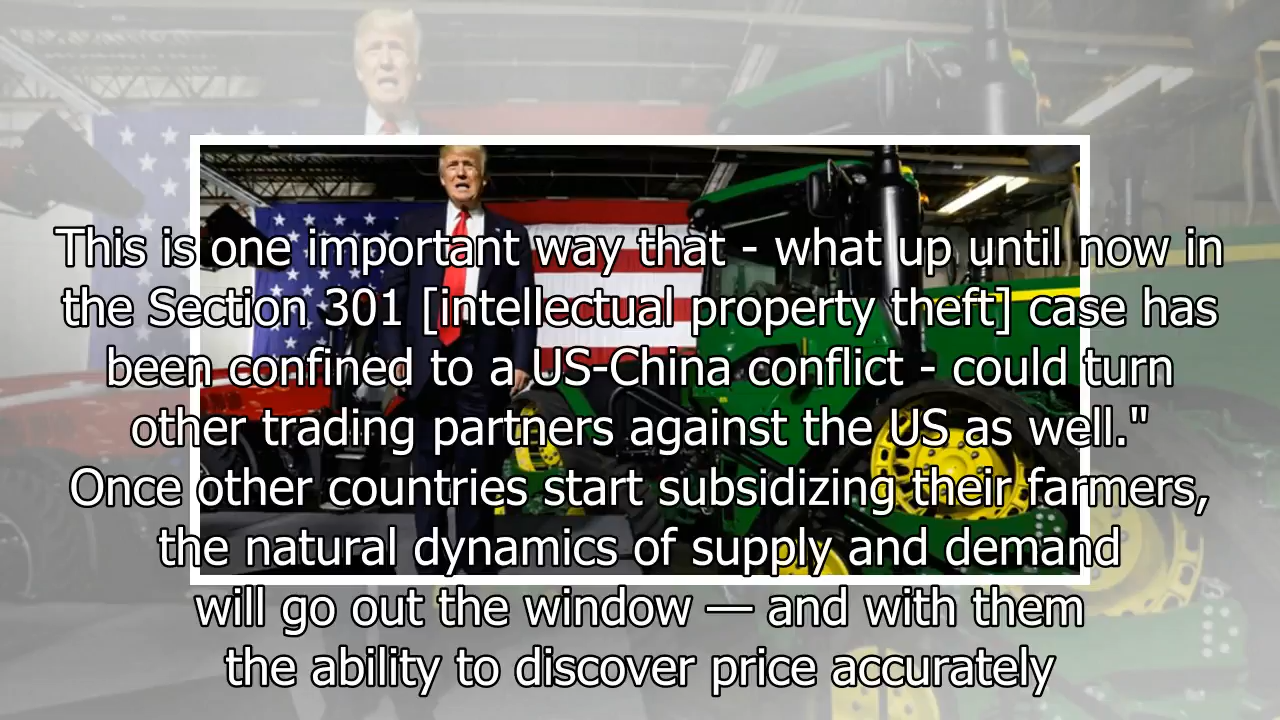 This is one important way that - what up until now in
the Section 301 [intellectual property theft] case has
been confined to a US-China conflict - could turn
other trading partners against the US as well."
Once other countries start subsidizing their farmers,
the natural dynamics of supply and demand
will go out the window — and with them
the ability to discover price accurately